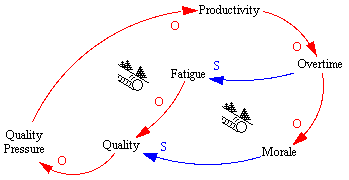 Productivity
O
O
Overtime
S
Fatigue
O
O
Quality
Pressure
Quality
S
O
Morale